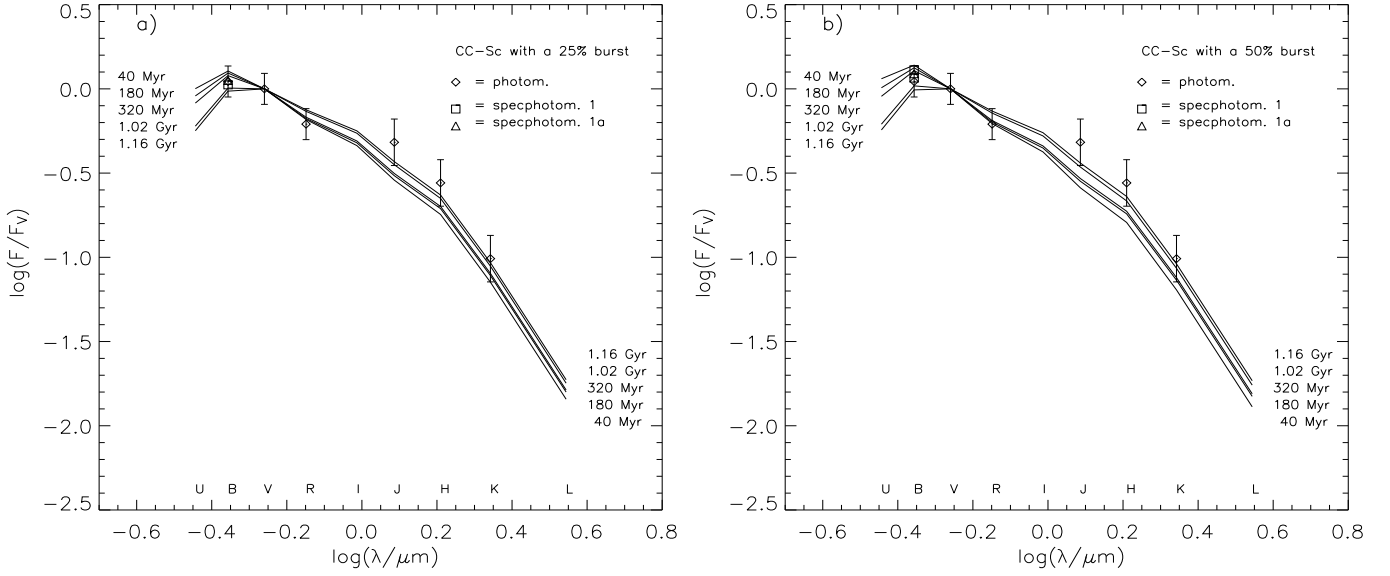 a)
CC-Sc with a 25% burst
◇ = photom.
□ = specphotom. 1
△ = specphotom. 1a
40 Myr
180 Myr
320 Myr
1.02 Gyr
1.16 Gyr
1.16 Gyr
1.02 Gyr
320 Myr
180 Myr
40 Myr
0.5
0.0
−0.5
−1.0
−1.5
−2.0
−2.5
log(F/Fv)
U B V R I J H K L
−0.6 −0.4 −0.2 0.0 0.2 0.4 0.6 0.8
log(λ/μm)
b)
CC-Sc with a 50% burst
◇ = photom.
□ = specphotom. 1
△ = specphotom. 1a
40 Myr
180 Myr
320 Myr
1.02 Gyr
1.16 Gyr
1.16 Gyr
1.02 Gyr
320 Myr
180 Myr
40 Myr
0.5
0.0
−0.5
−1.0
−1.5
−2.0
−2.5
log(F/Fv)
U B V R I J H K L
−0.6 −0.4 −0.2 0.0 0.2 0.4 0.6 0.8
log(λ/μm)